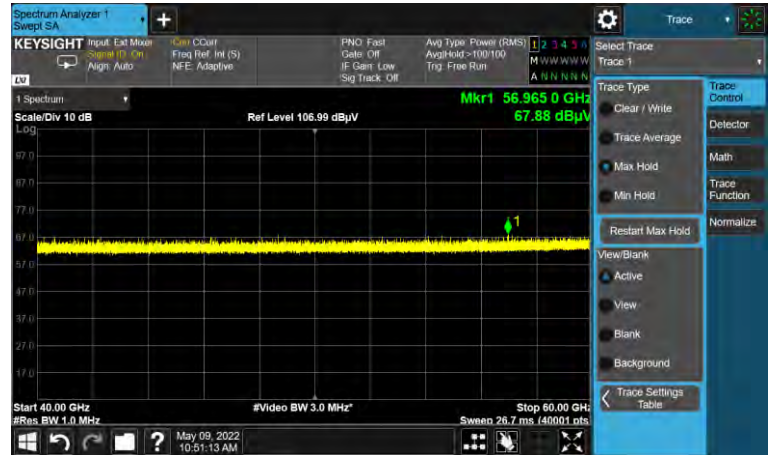 Spectrum Analyzer 1
Swept SA
Trace
KEYSIGHT
Input: Ext Mixer
Signal ID: On
Align: Auto
Corr CCorr
Freq Ref: Int (S)
NFE: Adaptive
PNO: Fast
Gate: Off
IF Gain: Low
Sig Track: Off
Avg Type: Power (RMS)
Avg|Hold:>100/100
Trig: Free Run
1 2 3 4 5 6
M W W W W W
A N N N N N
LXI
Select Trace
Trace 1
1 Spectrum
Scale/Div 10 dB
Ref Level 106.99 dBµV
Mkr1 56.965 0 GHz
67.88 dBµV
Log
97.0
87.0
77.0
67.0
57.0
47.0
37.0
27.0
17.0
1
Start 40.00 GHz
#Res BW 1.0 MHz
#Video BW 3.0 MHz*
Stop 60.00 GHz
Sweep 26.7 ms (40001 pts
Trace Type
Clear / Write
Trace Average
Max Hold
Min Hold
Restart Max Hold
View/Blank
Active
View
Blank
Background
Trace Settings
Table
Trace
Control
Detector
Math
Trace
Function
Normalize
?
May 09, 2022
10:51:13 AM